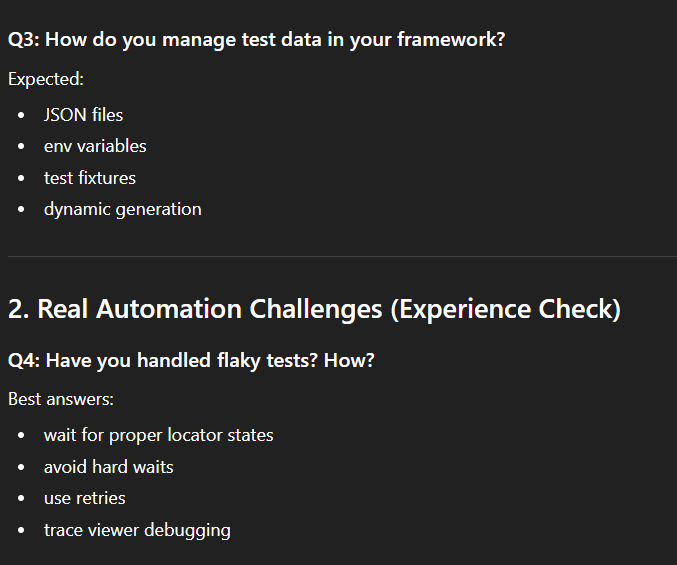 Q3: How do you manage test data in your framework?
Expected:
• JSON files
• env variables
• test fixtures
• dynamic generation
2. Real Automation Challenges (Experience Check)
Q4: Have you handled flaky tests? How?
Best answers:
• wait for proper locator states
• avoid hard waits
• use retries
• trace viewer debugging